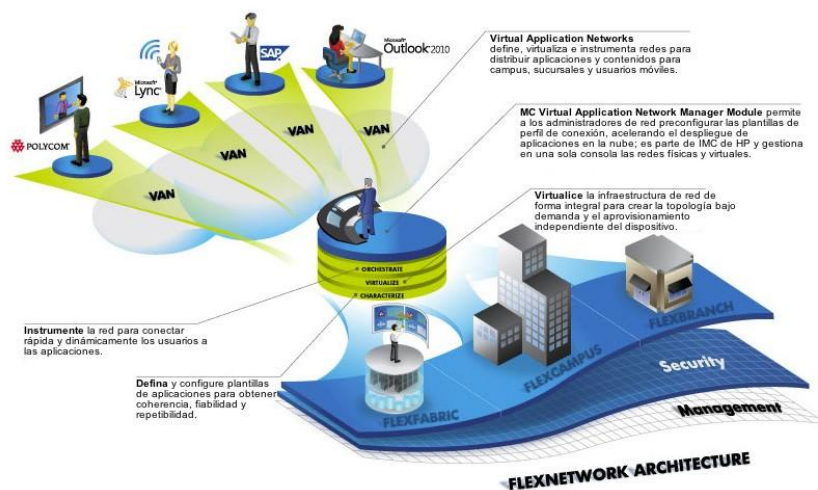 Virtual Application Networks
define, virtualiza e instrumenta redes para
distribuir aplicaciones y contenidos para
campus, sucursales y usuarios móviles.
Microsoft
Outlook 2010
SAP
Microsoft
Lync
POLYCOM
VAN
VAN
VAN
VAN
MC Virtual Application Network Manager Module permite
a los administradores de red preconfigurar las plantillas de
perfil de conexión, acelerando el despliegue de
aplicaciones en la nube; es parte de IMC de HP y gestiona
en una sola consola las redes físicas y virtuales.
Virtualice la infraestructura de red de
forma integral para crear la topología bajo
demanda y el aprovisionamiento
independiente del dispositivo.
ORCHESTRATE
VIRTUALIZE
CHARACTERIZE
Instrumente la red para conectar
rápida y dinámicamente los usuarios a
las aplicaciones.
Defina y configure plantillas
de aplicaciones para obtener
coherencia, fiabilidad y
repetibilidad.
FLEXFABRIC
FLEXCAMPUS
FLEXBRANCH
Security
Management
FLEXNETWORK ARCHITECTURE